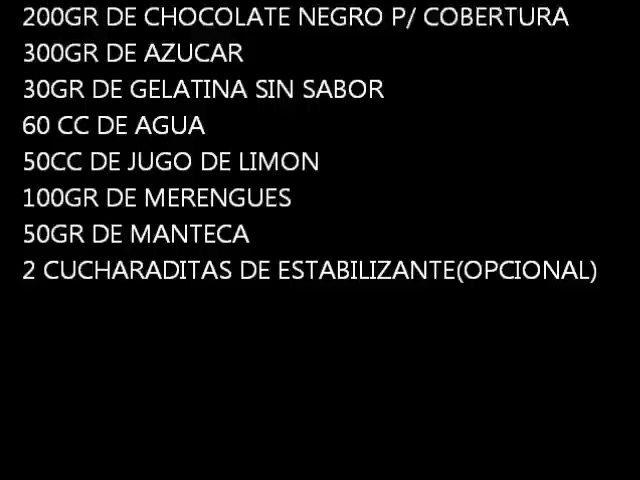 200GR DE CHOCOLATE NEGRO P/ COBERTURA
300GR DE AZUCAR
30GR DE GELATINA SIN SABOR
60 CC DE AGUA
50CC DE JUGO DE LIMON
100GR DE MERENGUES
50GR DE MANTECA
2 CUCHARADITAS DE ESTABILIZANTE(OPCIONAL)